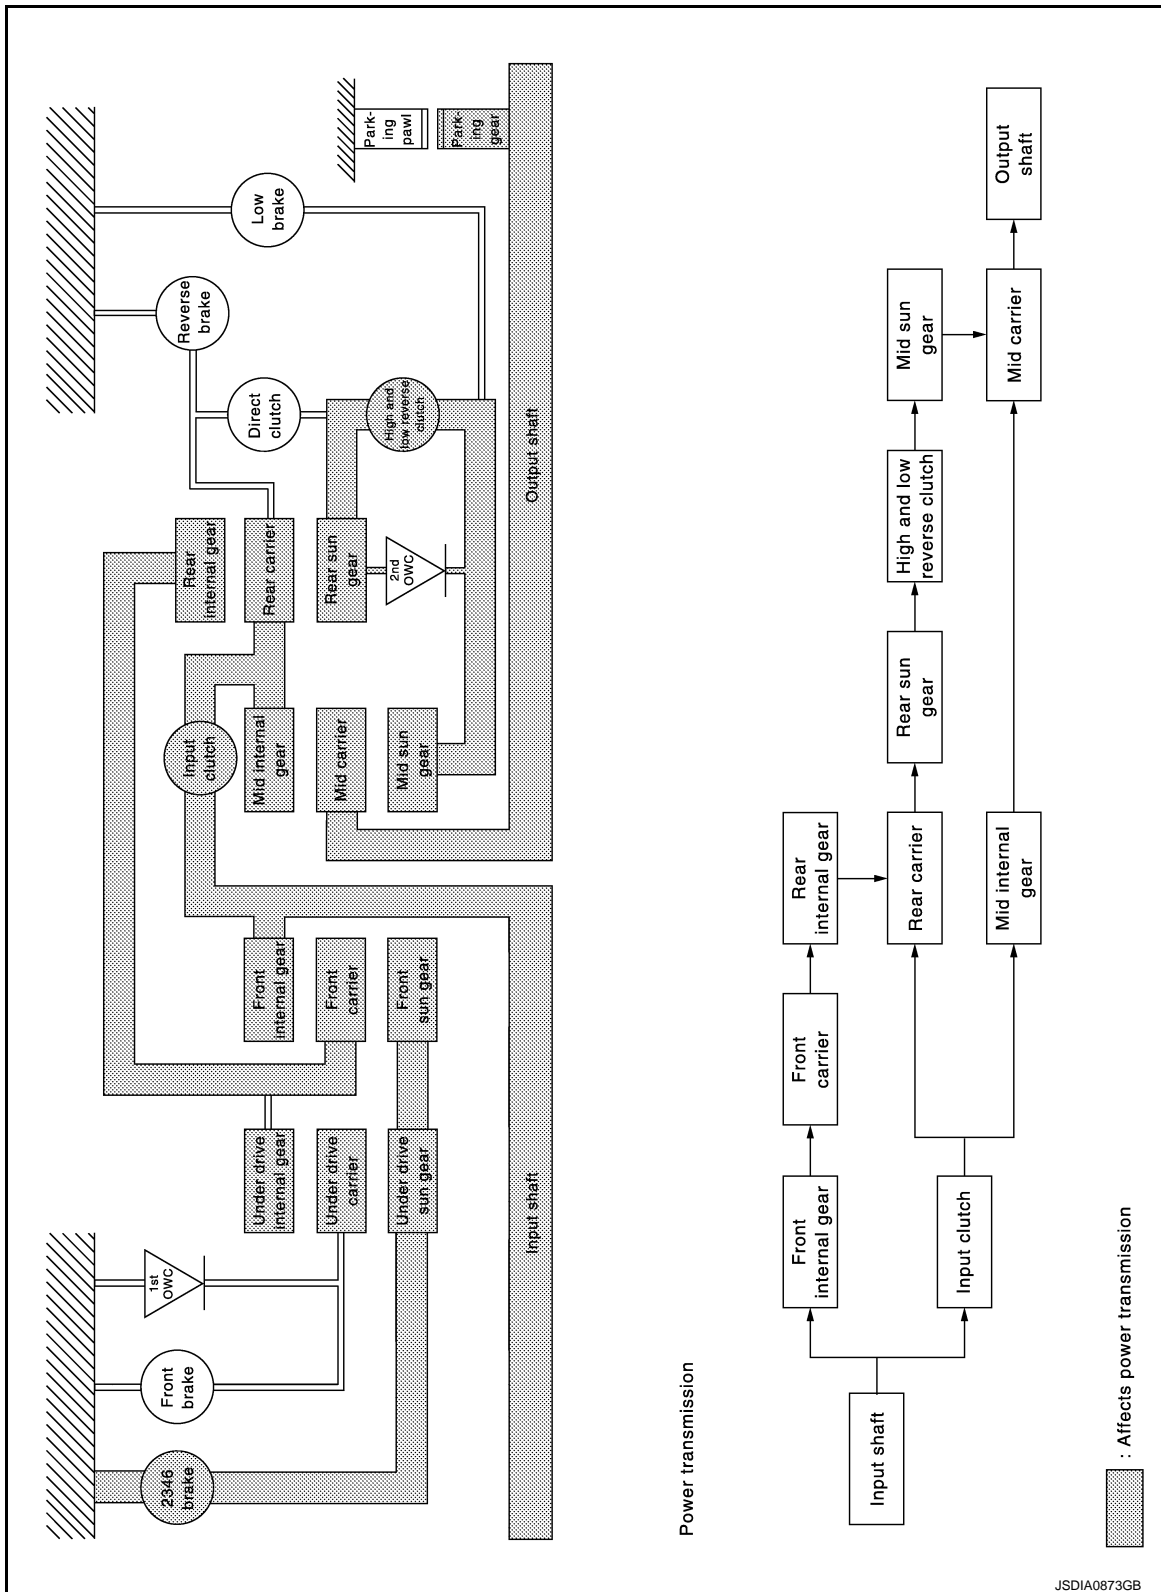 2346
brake
Front
brake
1st
OWC
Under drive
internal gear
Under drive
carrier
Under drive
sun gear
Front
internal gear
Front
carrier
Front
sun gear
Input shaft
Input
clutch
Mid internal
gear
Mid carrier
Mid sun
gear
Rear
internal gear
Rear carrier
Rear sun
gear
2nd
OWC
Direct
clutch
Reverse
brake
High and
low reverse
clutch
Low
brake
Output shaft
Park-
ing
pawl
Park-
ing
gear
Power transmission
Input shaft
Front
internal gear
Front
carrier
Rear
internal gear
Input clutch
Rear carrier
Rear sun
gear
High and low
reverse clutch
Mid sun
gear
Mid internal
gear
Mid carrier
Output
shaft
: Affects power transmission
JSDIA0873GB